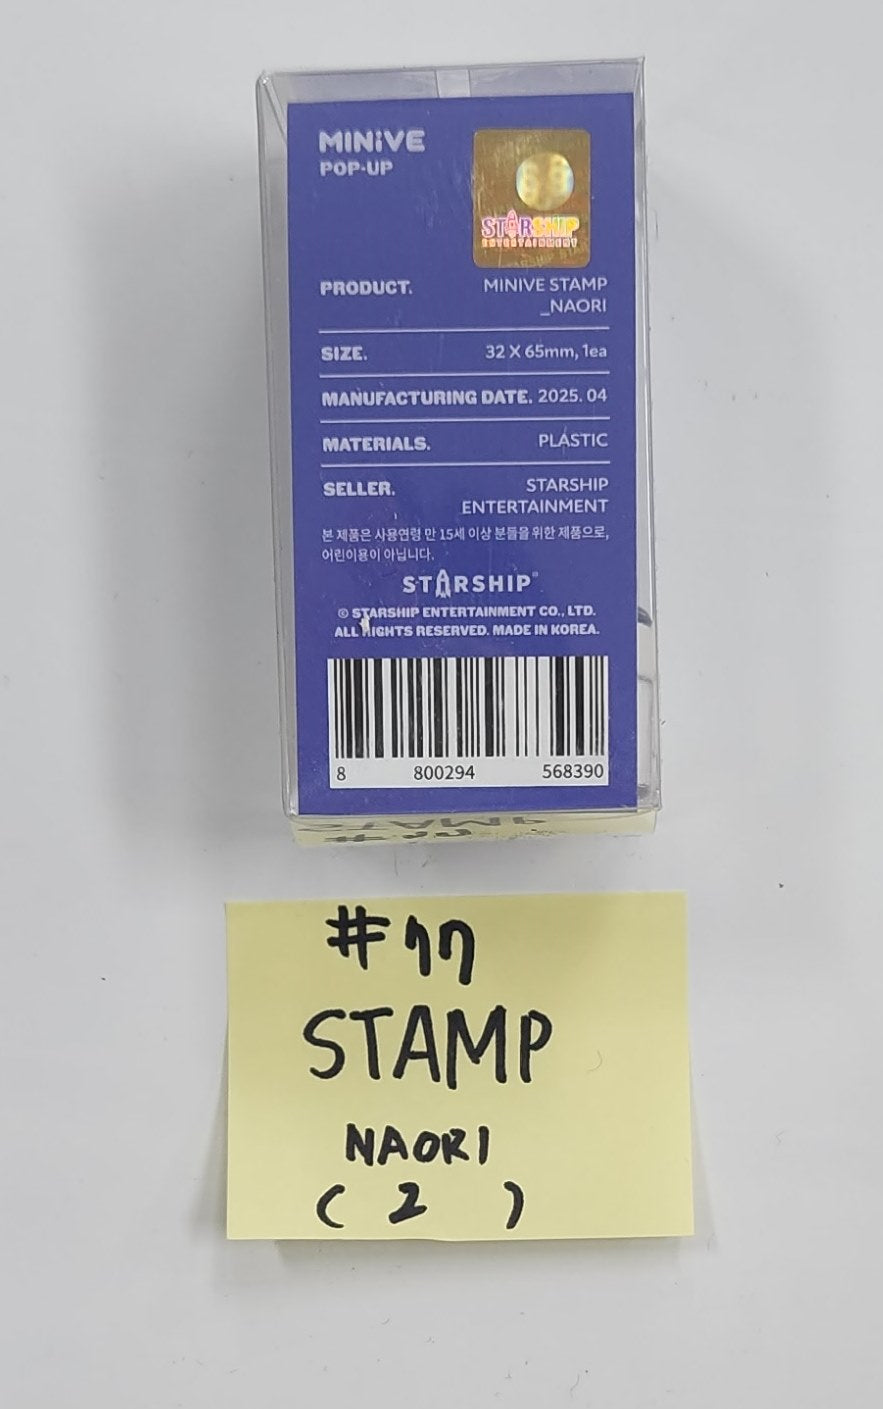 MINiVE
POP-UP
STARSHIP
ENTERTAINMENT
PRODUCT. MINIVE STAMP
_NAORI
SIZE. 32 X 65mm, 1ea
MANUFACTURING DATE. 2025. 04
MATERIALS. PLASTIC
SELLER. STARSHIP
ENTERTAINMENT
본 제품은 사용연령 만 15세 이상 분들을 위한 제품으로,
어린이용이 아닙니다.
STARSHIP
© STARSHIP ENTERTAINMENT CO., LTD.
ALL RIGHTS RESERVED. MADE IN KOREA.
8 800294 568390
#77
STAMP
NAORI
( 2 )